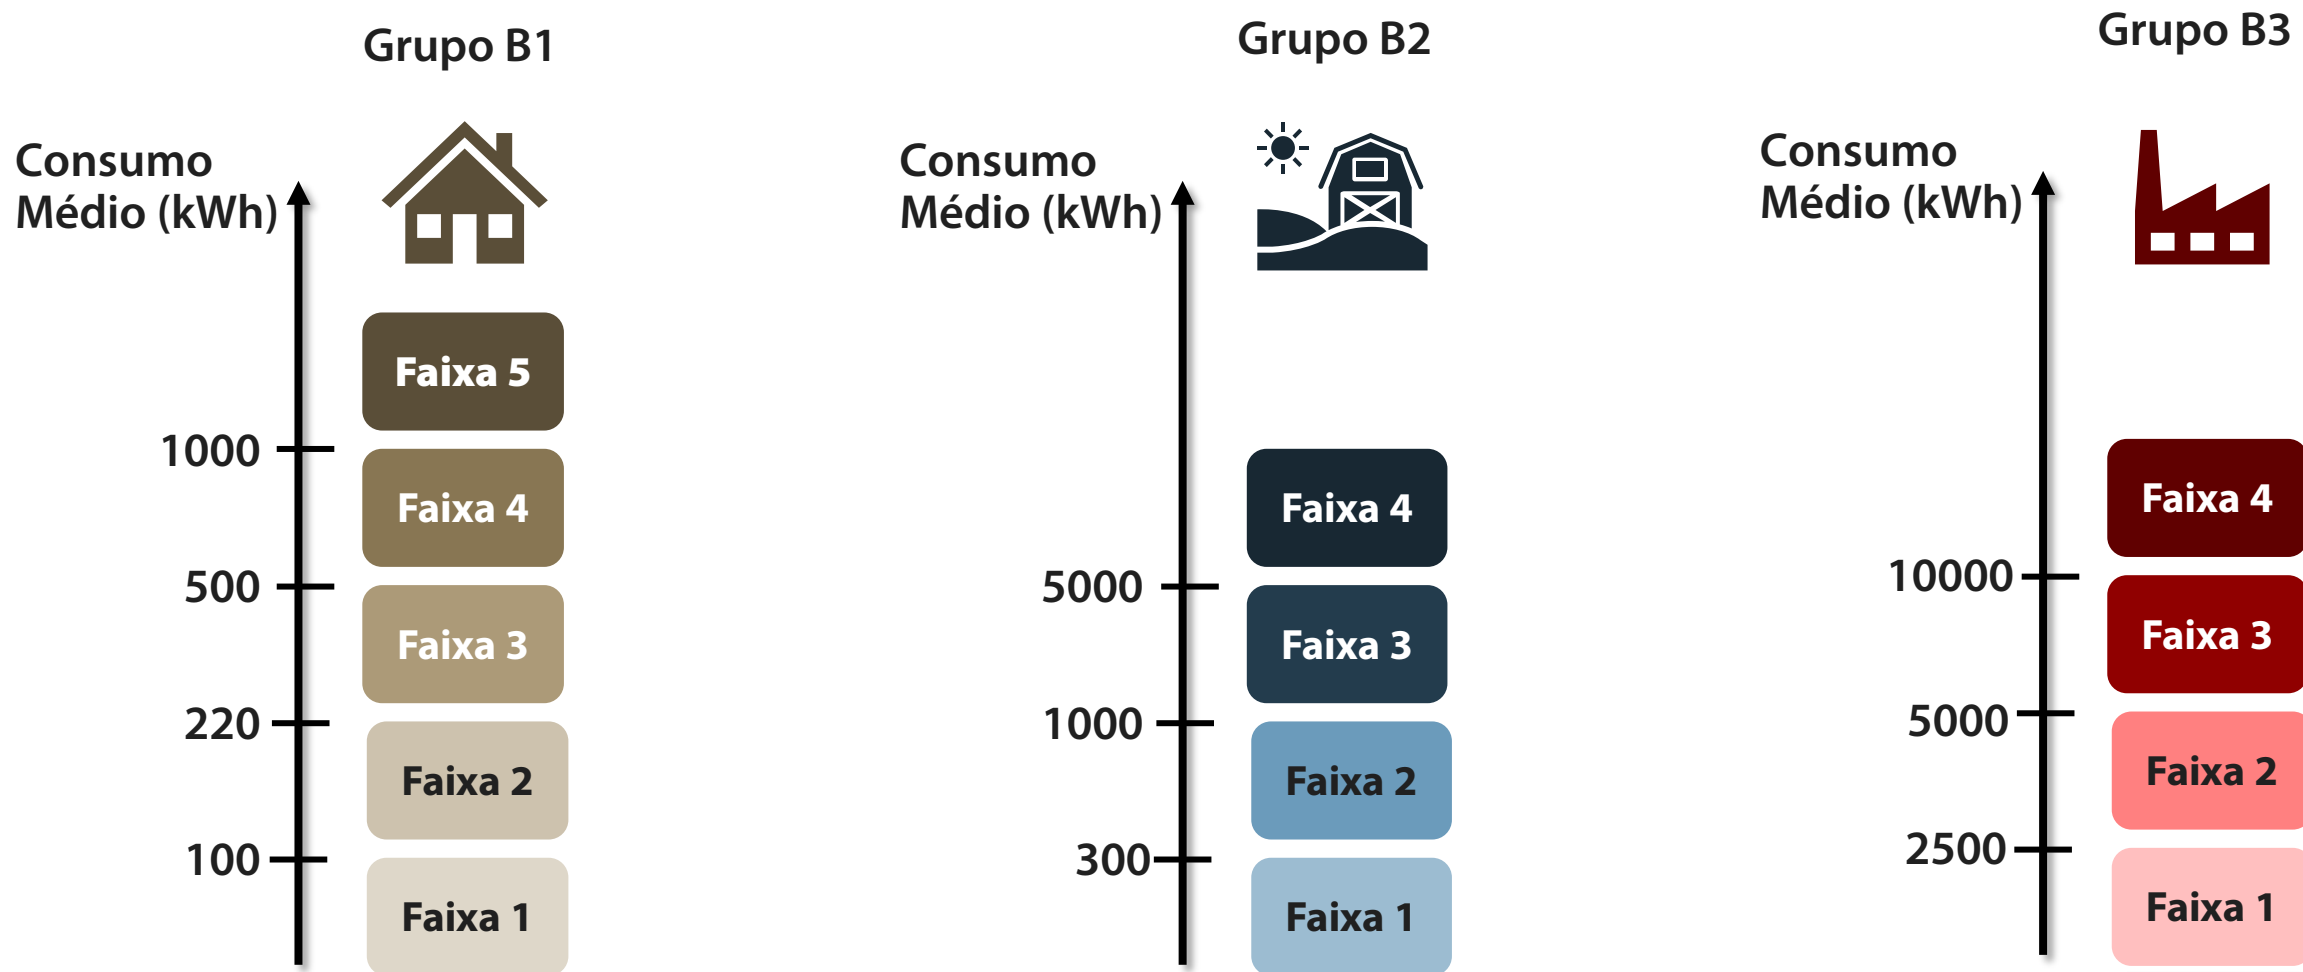 Grupo B1
Consumo
Médio (kWh)
Faixa 5
1000
Faixa 4
500
Faixa 3
220
Faixa 2
100
Faixa 1
Grupo B2
Consumo
Médio (kWh)
Faixa 4
5000
Faixa 3
1000
Faixa 2
300
Faixa 1
Grupo B3
Consumo
Médio (kWh)
Faixa 4
10000
Faixa 3
5000
Faixa 2
2500
Faixa 1